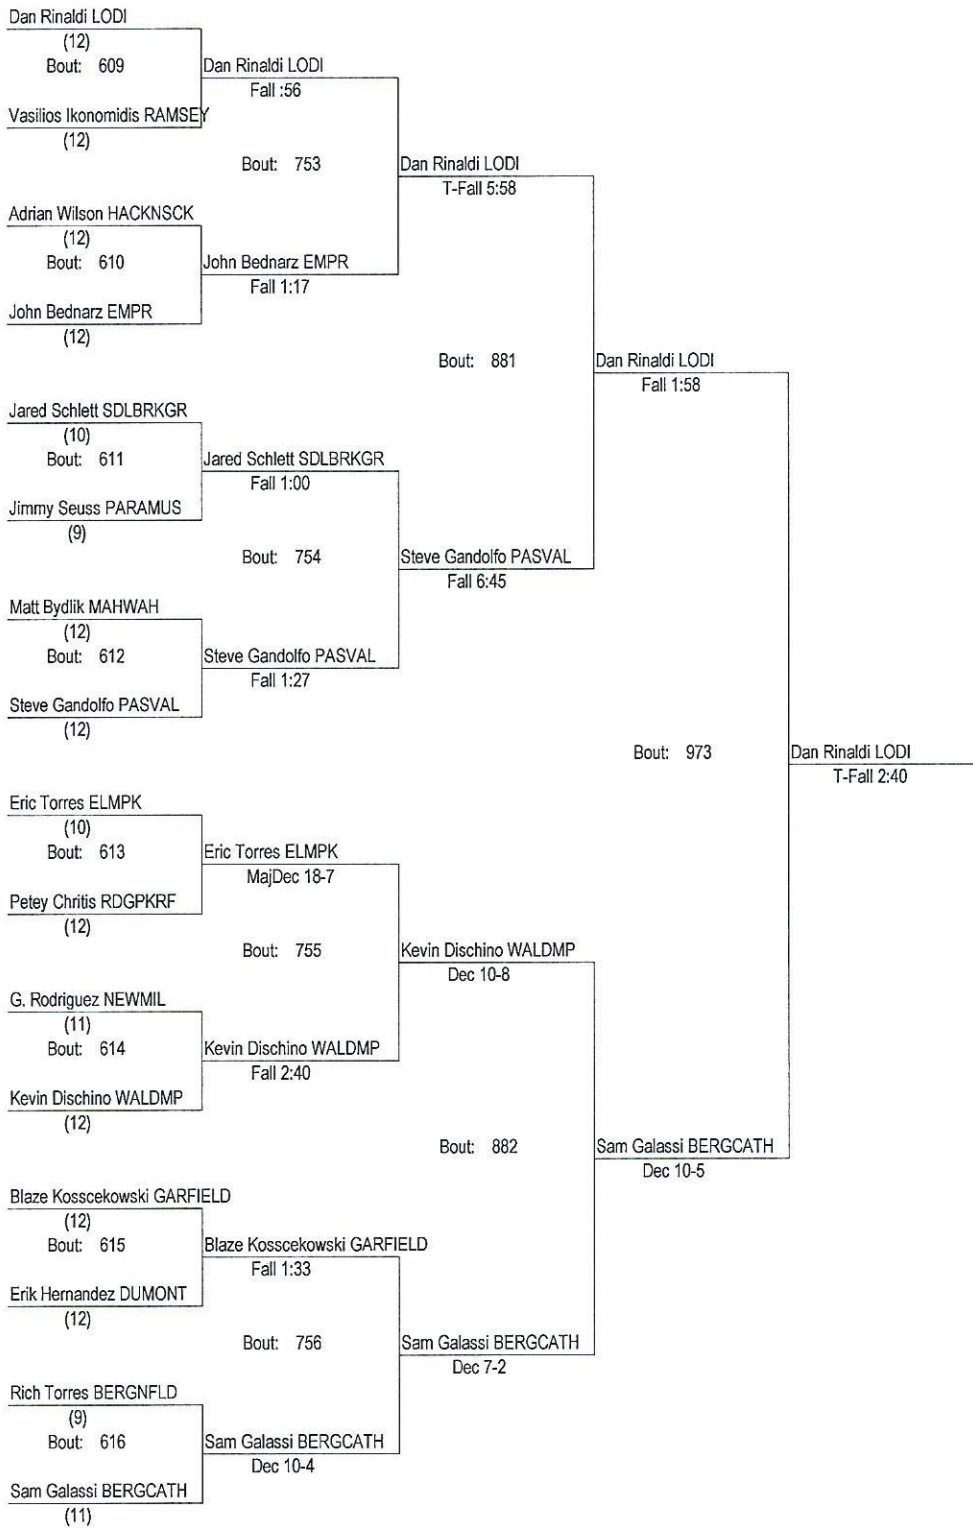 Dan Rinaldi LODI
(12)
Bout: 609
Dan Rinaldi LODI
Fall :56
Vasilios Ikonomidis RAMSEY
(12)
Bout: 753
Dan Rinaldi LODI
T-Fall 5:58
Adrian Wilson HACKNSCK
(12)
Bout: 610
John Bednarz EMPR
Fall 1:17
John Bednarz EMPR
(12)
Bout: 881
Dan Rinaldi LODI
Fall 1:58
Jared Schlett SDLBRKGR
(10)
Bout: 611
Jared Schlett SDLBRKGR
Fall 1:00
Jimmy Seuss PARAMUS
(9)
Bout: 754
Steve Gandolfo PASVAL
Fall 6:45
Matt Bydlik MAHWAH
(12)
Bout: 612
Steve Gandolfo PASVAL
Fall 1:27
Steve Gandolfo PASVAL
(12)
Bout: 973
Dan Rinaldi LODI
T-Fall 2:40
Eric Torres ELMPK
(10)
Bout: 613
Eric Torres ELMPK
MajDec 18-7
Petey Chritis RDGPKRF
(12)
Bout: 755
Kevin Dischino WALDMP
Dec 10-8
G. Rodriguez NEWMIL
(11)
Bout: 614
Kevin Dischino WALDMP
Fall 2:40
Kevin Dischino WALDMP
(12)
Bout: 882
Sam Galassi BERGCATH
Dec 10-5
Blaze Kosscekowski GARFIELD
(12)
Bout: 615
Blaze Kosscekowski GARFIELD
Fall 1:33
Erik Hernandez DUMONT
(12)
Bout: 756
Sam Galassi BERGCATH
Dec 7-2
Rich Torres BERGNFLD
(9)
Bout: 616
Sam Galassi BERGCATH
Dec 10-4
Sam Galassi BERGCATH
(11)